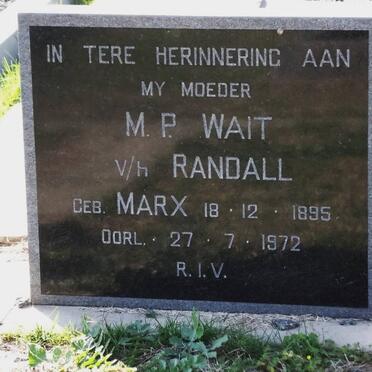 IN TERE HERINNERING AAN
MY MOEDER
M. P. WAIT
V/H RANDALL
GEB. MARX 18 · 12 · 1895
OORL. 27 · 7 · 1972
R. I. V.